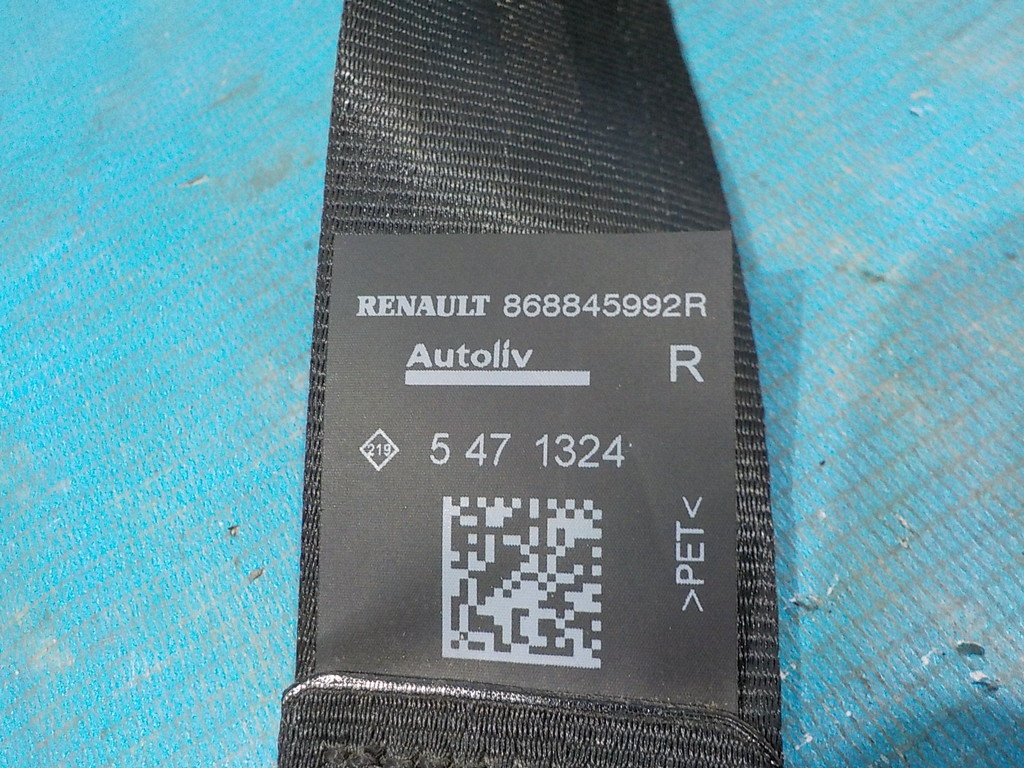 RENAULT 868845992R
Autoliv R
219 5 47 1324
>PET<